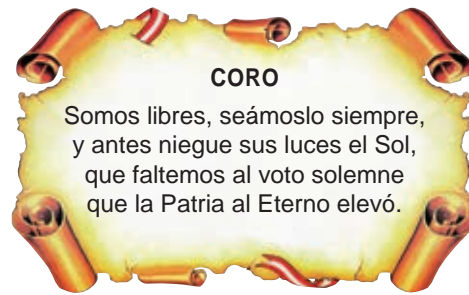 CORO
Somos libres, seámoslo siempre,
y antes niegue sus luces el Sol,
que faltemos al voto solemne
que la Patria al Eterno elevó.